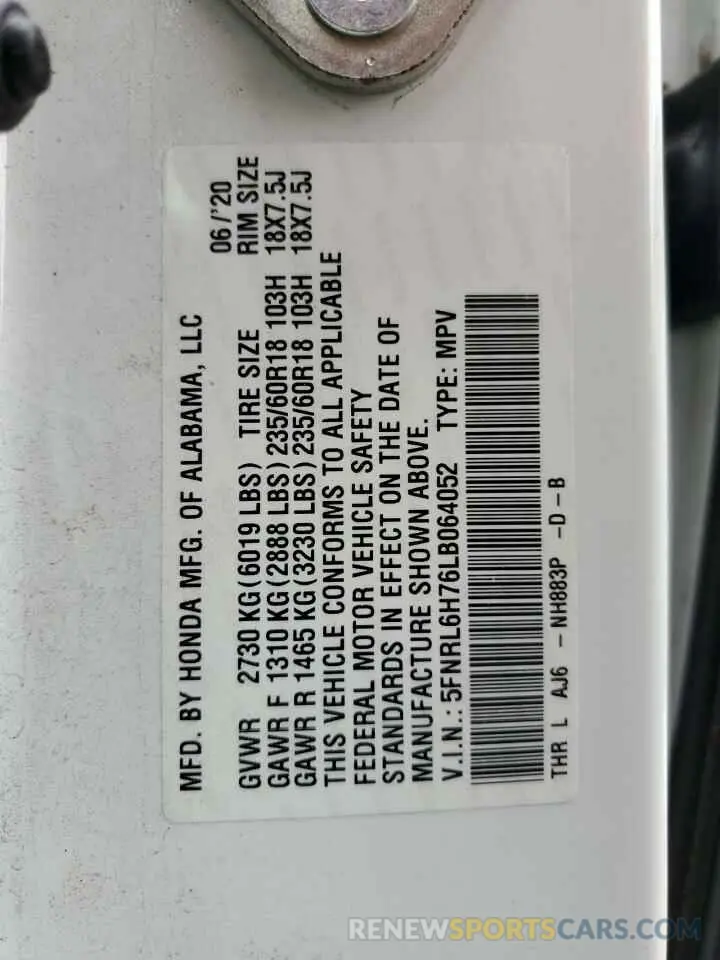 MFD. BY HONDA MFG. OF ALABAMA, LLC 06/'20
GVWR 2730 KG(6019 LBS) TIRE SIZE RIM SIZE
GAWR F 1310 KG(2888 LBS)235/60R18 103H 18X7.5J
GAWR R 1465 KG(3230 LBS)235/60R18 103H 18X7.5J
THIS VEHICLE CONFORMS TO ALL APPLICABLE
FEDERAL MOTOR VEHICLE SAFETY
STANDARDS IN EFFECT ON THE DATE OF
MANUFACTURE SHOWN ABOVE.
V.I.N.: 5FNRL6H76LB064052 TYPE: MPV
THR L AJ6 - NH883P -D-B
RENEWSPORTSCARS.COM